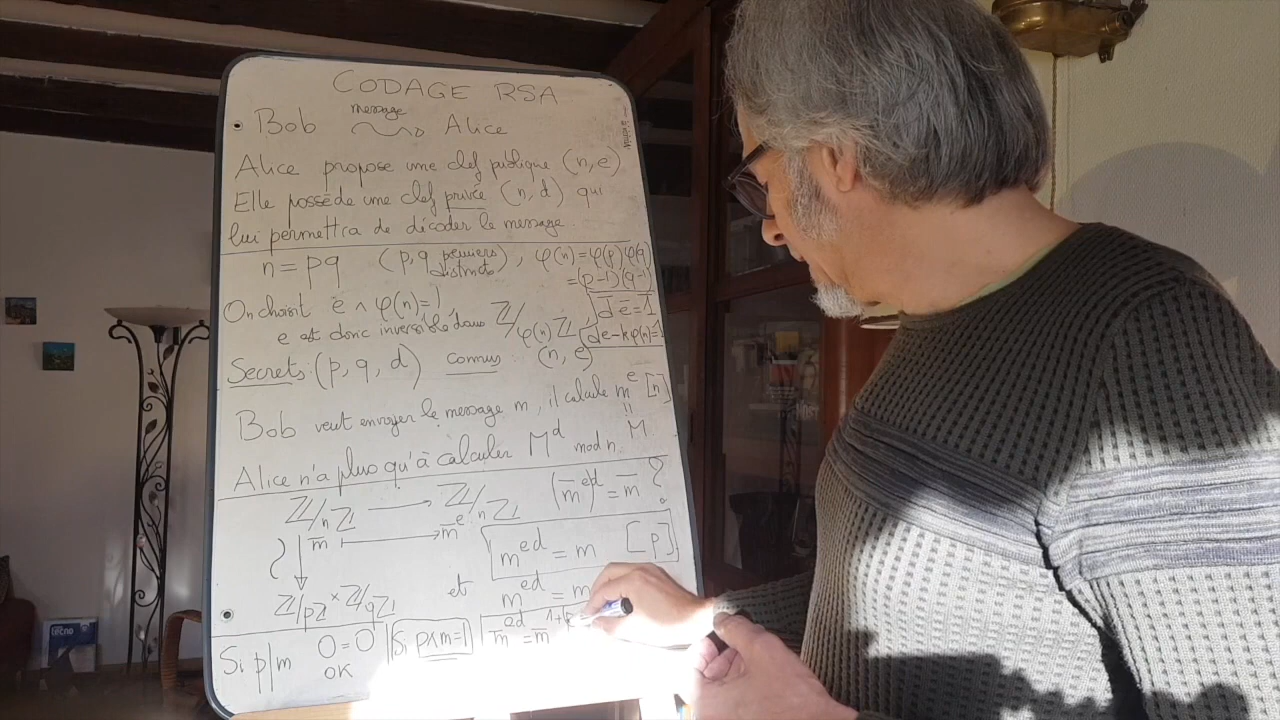 CODAGE RSA
message
• Bob ⇝ Alice
Alice propose une clef publique (n, e)
Elle possède une clef privée (n, d) qui
lui permettra de décoder le message.
n = pq (p, q premiers distincts), φ(n) = φ(p) φ(q)
= (p-1)(q-1)
On choisit e ∧ φ(n) = 1
e est donc inversible dans ℤ/φ(n)ℤ
d̄ ē = 1̄
de - kφ(n) = 1
Secrets: (p, q, d) connus (n, e)
Bob veut envoyer le message m, il calcule m^e [n]
"
M
Alice n'a plus qu'à calculer M^d mod n.
ℤ/nℤ → ℤ/nℤ (m̄)^ed = m̄ ?
m̄ ↦ m̄^e
m^ed = m [p]
ℤ/pℤ × ℤ/qℤ et m^ed = m
Si p|m 0 = 0 OK
Si p∧m=1
m̄^ed = m̄^1+
tecno